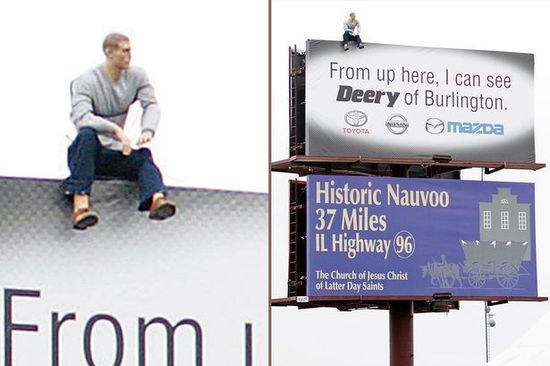 From up here, I can see
Deery of Burlington.
TOYOTA
NISSAN
mazda
Historic Nauvoo
37 Miles
IL Highway 96
The Church of Jesus Christ
of Latter Day Saints
From